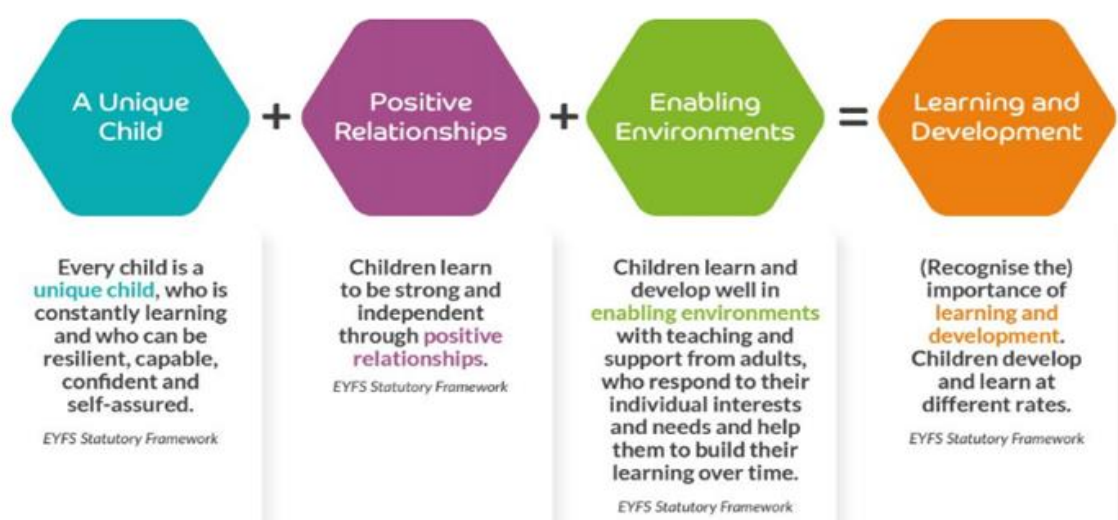 A Unique
Child
+
Positive
Relationships
+
Enabling
Environments
=
Learning and
Development
Every child is a
unique child, who is
constantly learning
and who can be
resilient, capable,
confident and
self-assured.
EYFS Statutory Framework
Children learn
to be strong and
independent
through positive
relationships.
EYFS Statutory Framework
Children learn and
develop well in
enabling environments
with teaching and
support from adults,
who respond to their
individual interests
and needs and help
them to build their
learning over time.
EYFS Statutory Framework
(Recognise the)
importance of
learning and
development.
Children develop
and learn at
different rates.
EYFS Statutory Framework